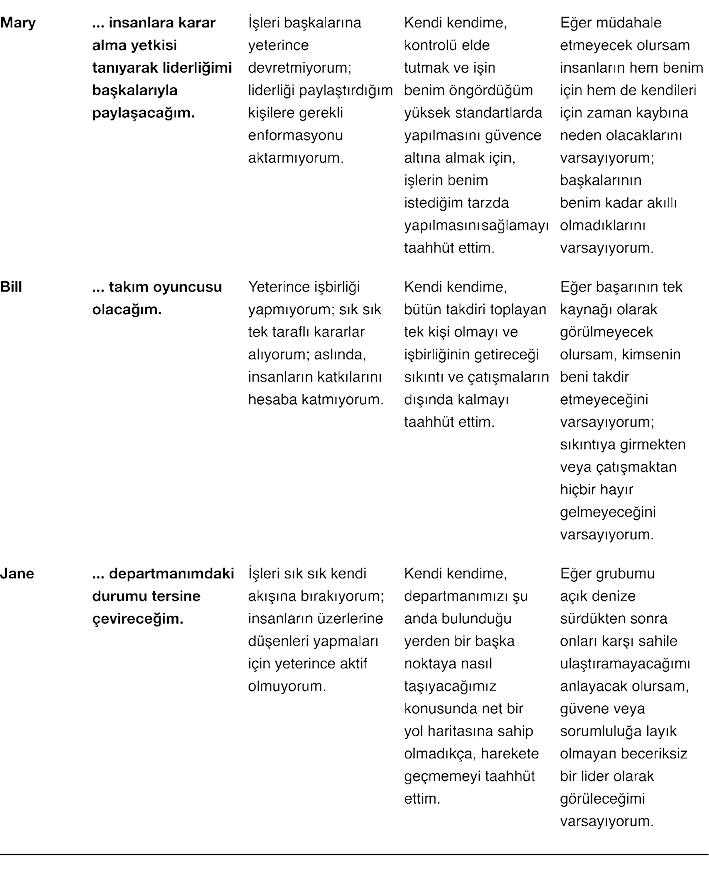 Mary
... insanlara karar
alma yetkisi
tanıyarak liderliğimi
başkalarıyla
paylaşacağım.
İşleri başkalarına
yeterince
devretmiyorum;
liderliği paylaştırdığım
kişilere gerekli
enformasyonu
aktarmıyorum.
Kendi kendime,
kontrolü elde
tutmak ve işin
benim öngördüğüm
yüksek standartlarda
yapılmasını güvence
altına almak için,
işlerin benim
istediğim tarzda
yapılmasınısağlamayı
taahhüt ettim.
Eğer müdahale
etmeyecek olursam
insanların hem benim
için hem de kendileri
için zaman kaybına
neden olacaklarını
varsayıyorum;
başkalarının
benim kadar akıllı
olmadıklarını
varsayıyorum.
Bill
... takım oyuncusu
olacağım.
Yeterince işbirliği
yapmıyorum; sık sık
tek taraflı kararlar
alıyorum; aslında,
insanların katkılarını
hesaba katmıyorum.
Kendi kendime,
bütün takdiri toplayan
tek kişi olmayı ve
işbirliğinin getireceği
sıkıntı ve çatışmaların
dışında kalmayı
taahhüt ettim.
Eğer başarının tek
kaynağı olarak
görülmeyecek
olursam, kimsenin
beni takdir
etmeyeceğini
varsayıyorum;
sıkıntıya girmekten
veya çatışmaktan
hiçbir hayır
gelmeyeceğini
varsayıyorum.
Jane
... departmanımdaki
durumu tersine
çevireceğim.
İşleri sık sık kendi
akışına bırakıyorum;
insanların üzerlerine
düşenleri yapmaları
için yeterince aktif
olmuyorum.
Kendi kendime,
departmanımızı şu
anda bulunduğu
yerden bir başka
noktaya nasıl
taşıyacağımız
konusunda net bir
yol haritasına sahip
olmadıkça, harekete
geçmemeyi taahhüt
ettim.
Eğer grubumu
açık denize
sürdükten sonra
onları karşı sahile
ulaştıramayacağımı
anlayacak olursam,
güvene veya
sorumluluğa layık
olmayan beceriksiz
bir lider olarak
görüleceğimi
varsayıyorum.